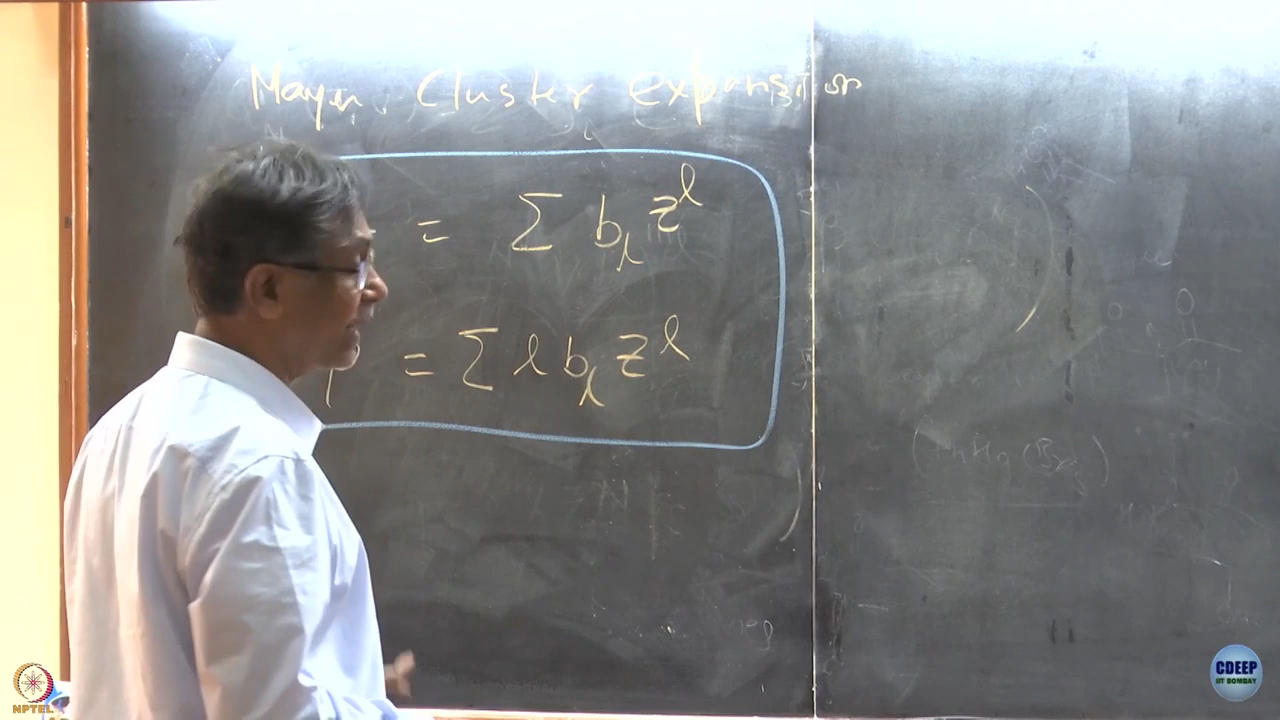 Mayer Cluster expansion
= Σ b_l z^l
= Σ l b_l z^l
NPTEL
CDEEP
IIT BOMBAY